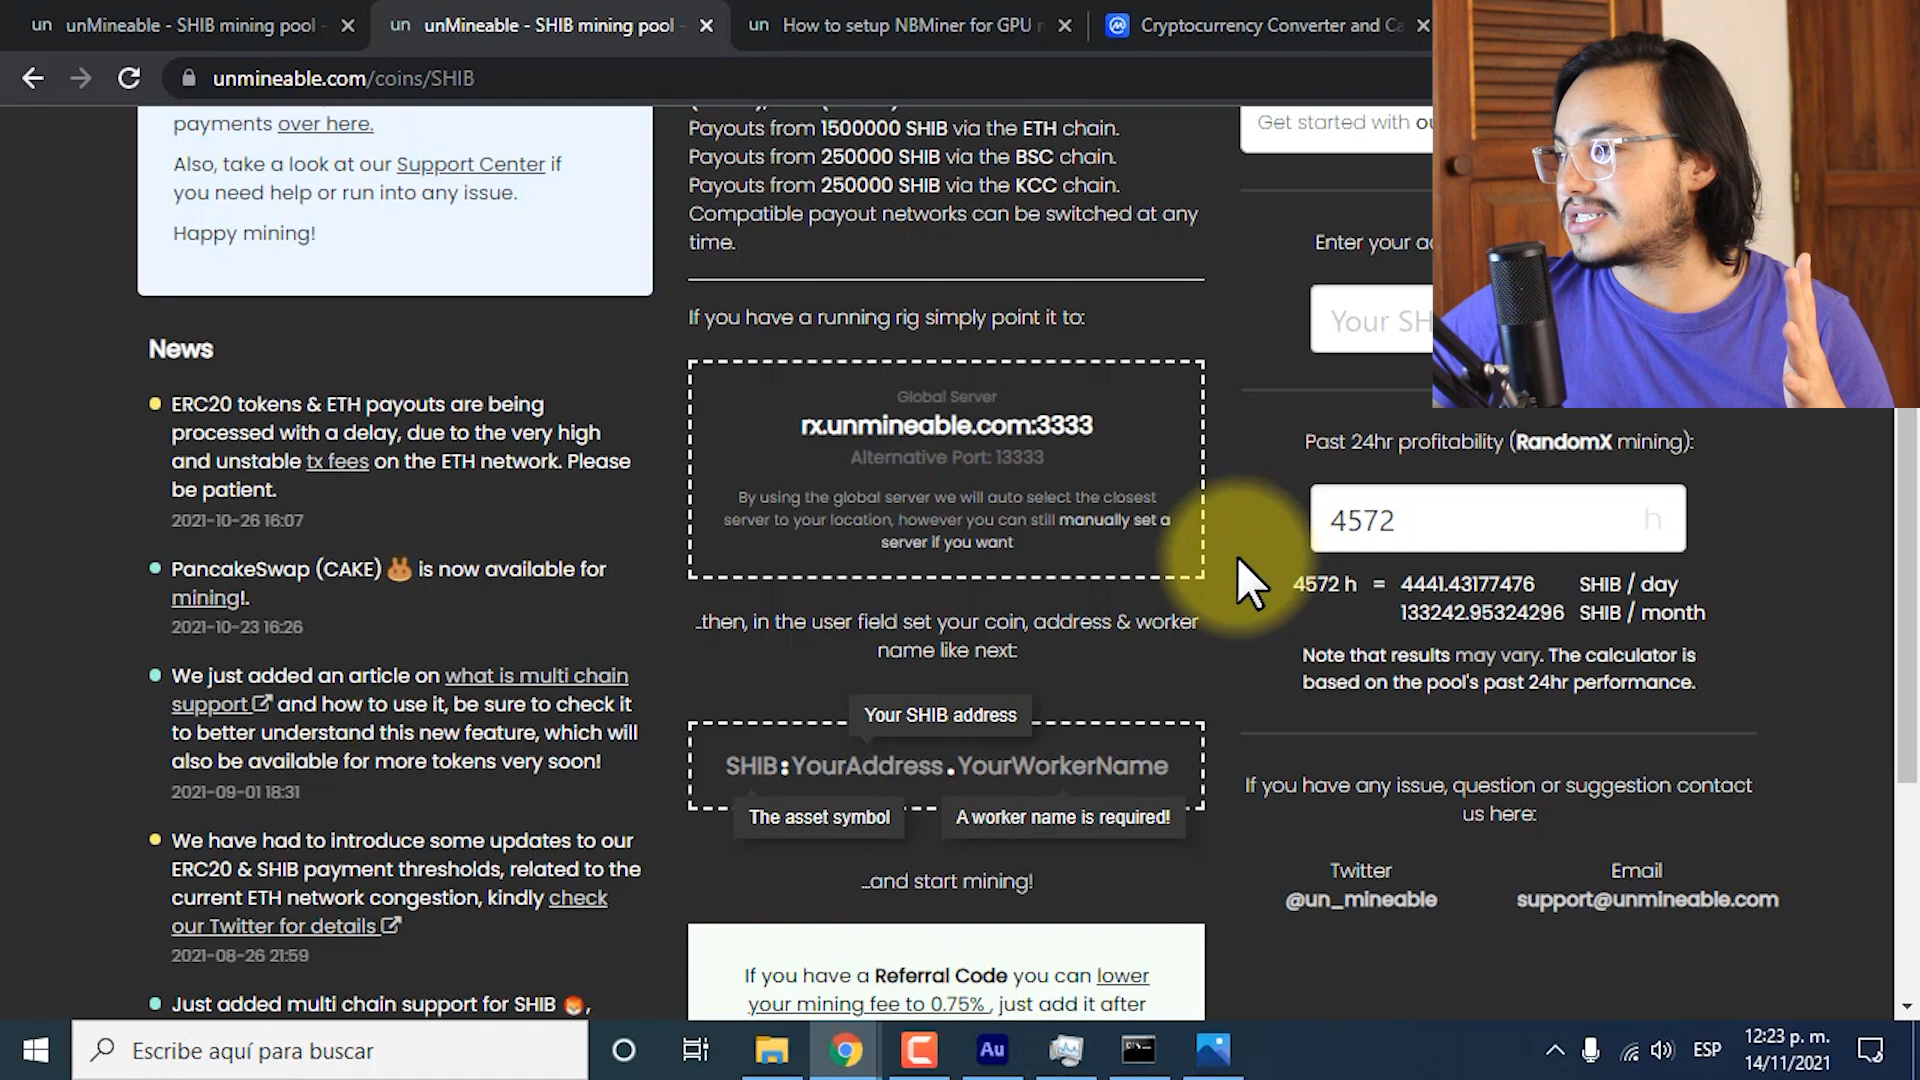 un unMineable - SHIB mining pool -
un unMineable - SHIB mining pool -
un How to setup NBMiner for GPU
Cryptocurrency Converter and Ca
unmineable.com/coins/SHIB
payments over here.
Also, take a look at our Support Center if
you need help or run into any issue.
Happy mining!
News
ERC20 tokens & ETH payouts are being
processed with a delay, due to the very high
and unstable tx fees on the ETH network. Please
be patient.
2021-10-26 16:07
PancakeSwap (CAKE) is now available for
mining!.
2021-10-23 16:26
We just added an article on what is multi chain
support and how to use it, be sure to check it
to better understand this new feature, which will
also be available for more tokens very soon!
2021-09-01 18:31
We have had to introduce some updates to our
ERC20 & SHIB payment thresholds, related to the
current ETH network congestion, kindly check
our Twitter for details
2021-08-26 21:59
Just added multi chain support for SHIB ,
Payouts from 1500000 SHIB via the ETH chain.
Payouts from 250000 SHIB via the BSC chain.
Payouts from 250000 SHIB via the KCC chain.
Compatible payout networks can be switched at any
time.
If you have a running rig simply point it to:
Global Server
rx.unmineable.com:3333
Alternative Port: 13333
By using the global server we will auto select the closest
server to your location, however you can still manually set a
server if you want
..then, in the user field set your coin, address & worker
name like next:
Your SHIB address
SHIB:YourAddress.YourWorkerName
The asset symbol
A worker name is required!
..and start mining!
If you have a Referral Code you can lower
your mining fee to 0.75% , just add it after
Get started with ou
Enter your ad
Your SH
Past 24hr profitability (RandomX mining):
4572 h
4572 h = 4441.43177476 SHIB / day
133242.95324296 SHIB / month
Note that results may vary. The calculator is
based on the pool's past 24hr performance.
If you have any issue, question or suggestion contact
us here:
Twitter
@un_mineable
Email
support@unmineable.com
Escribe aquí para buscar
Au
ESP
12:23 p. m.
14/11/2021